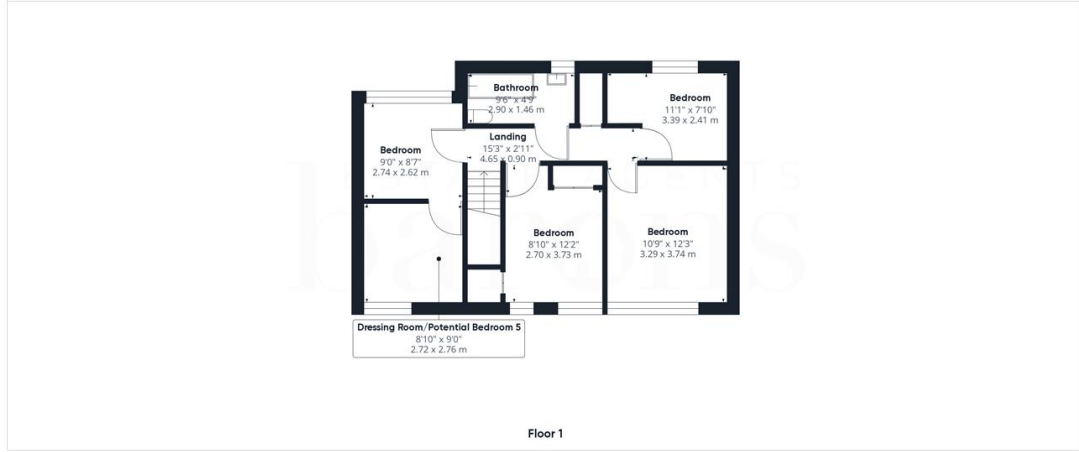 Bathroom
9'6" x 4'9"
2.90 x 1.46 m
Bedroom
11'1" x 7'10"
3.39 x 2.41 m
Landing
15'3" x 2'11"
4.65 x 0.90 m
Bedroom
9'0" x 8'7"
2.74 x 2.62 m
Bedroom
8'10" x 12'2"
2.70 x 3.73 m
Bedroom
10'9" x 12'3"
3.29 x 3.74 m
Dressing Room/Potential Bedroom 5
8'10" x 9'0"
2.72 x 2.76 m
Floor 1